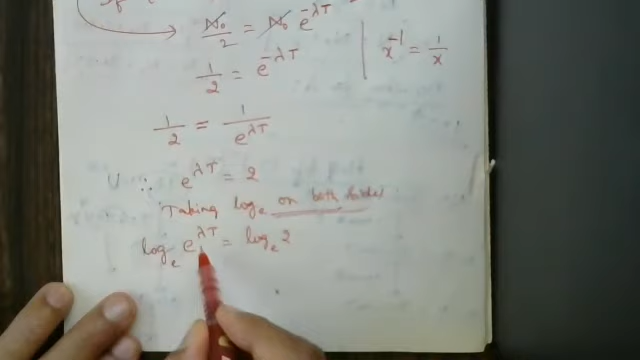 N₀/2 = N₀ e^-λT
1/2 = e^-λT | x^-1 = 1/x
1/2 = 1/e^λT
∴ e^λT = 2
Taking logₑ on both sides
logₑ e^λT = logₑ 2